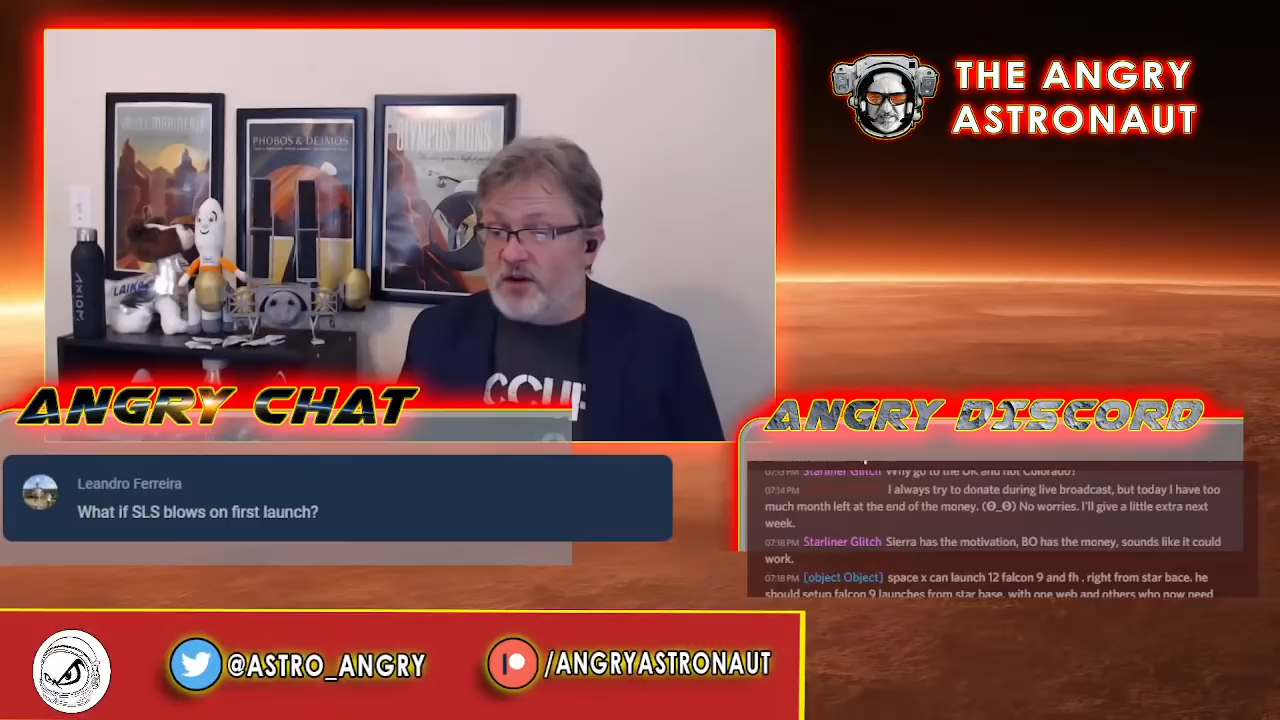 THE ANGRY
ASTRONAUT
PHOBOS & DEIMOS
OLYMPUS MONS
LAIKA
AXIOM
ANGRY CHAT
Leandro Ferreira
What if SLS blows on first launch?
ANGRY DISCORD
07:13 PM Starliner Glitch Why go to the UK and not Colorado?
07:14 PM I always try to donate during live broadcast, but today I have too
much month left at the end of the money. (Θ_Θ) No worries. I'll give a little extra next
week.
07:18 PM Starliner Glitch Sierra has the motivation, BO has the money, sounds like it could
work.
07:18 PM [object Object] space x can launch 12 falcon 9 and fh . right from star bace. he
should setup falcon 9 launches from star base. with one web and others who now need
@ASTRO_ANGRY
/ANGRYASTRONAUT